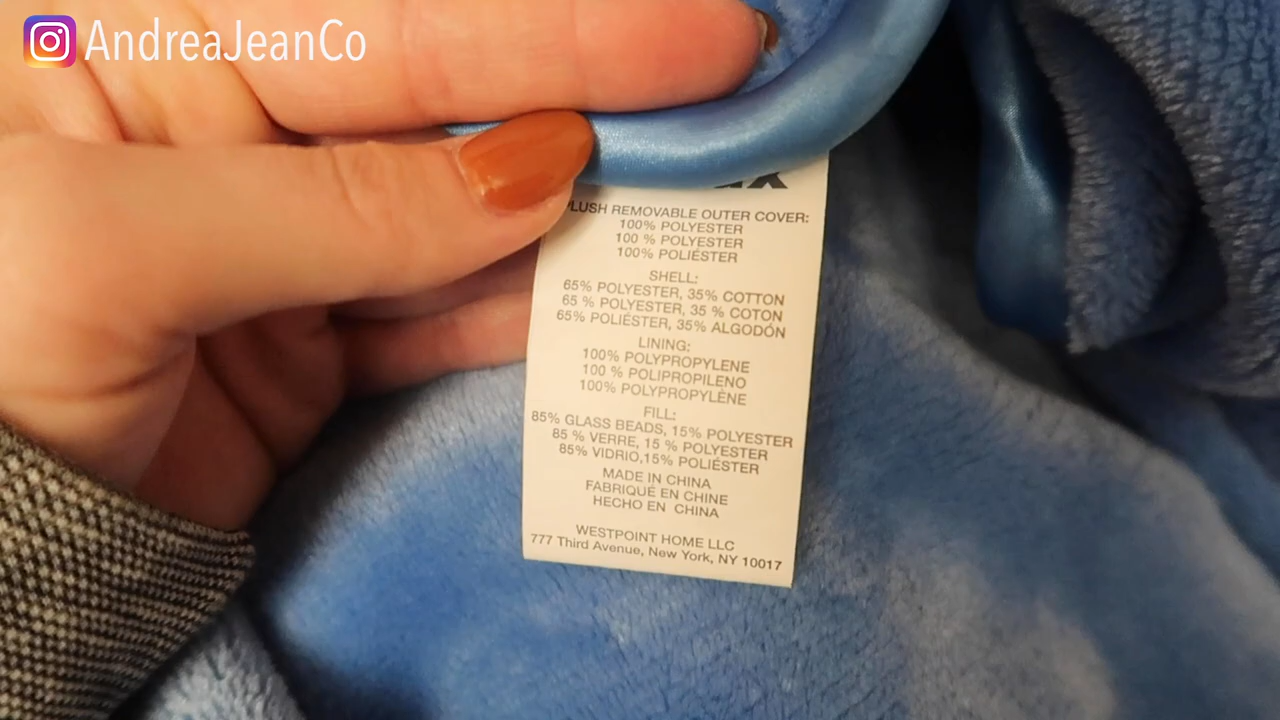 AndreaJeanCo
PLUSH REMOVABLE OUTER COVER:
100% POLYESTER
100 % POLYESTER
100% POLIÉSTER
SHELL:
65% POLYESTER, 35% COTTON
65 % POLYESTER, 35 % COTON
65% POLIÉSTER, 35% ALGODÓN
LINING:
100% POLYPROPYLENE
100 % POLIPROPILENO
100% POLYPROPYLÈNE
FILL:
85% GLASS BEADS, 15% POLYESTER
85 % VERRE, 15 % POLYESTER
85% VIDRIO,15% POLIÉSTER
MADE IN CHINA
FABRIQUÉ EN CHINE
HECHO EN CHINA
WESTPOINT HOME LLC
777 Third Avenue, New York, NY 10017